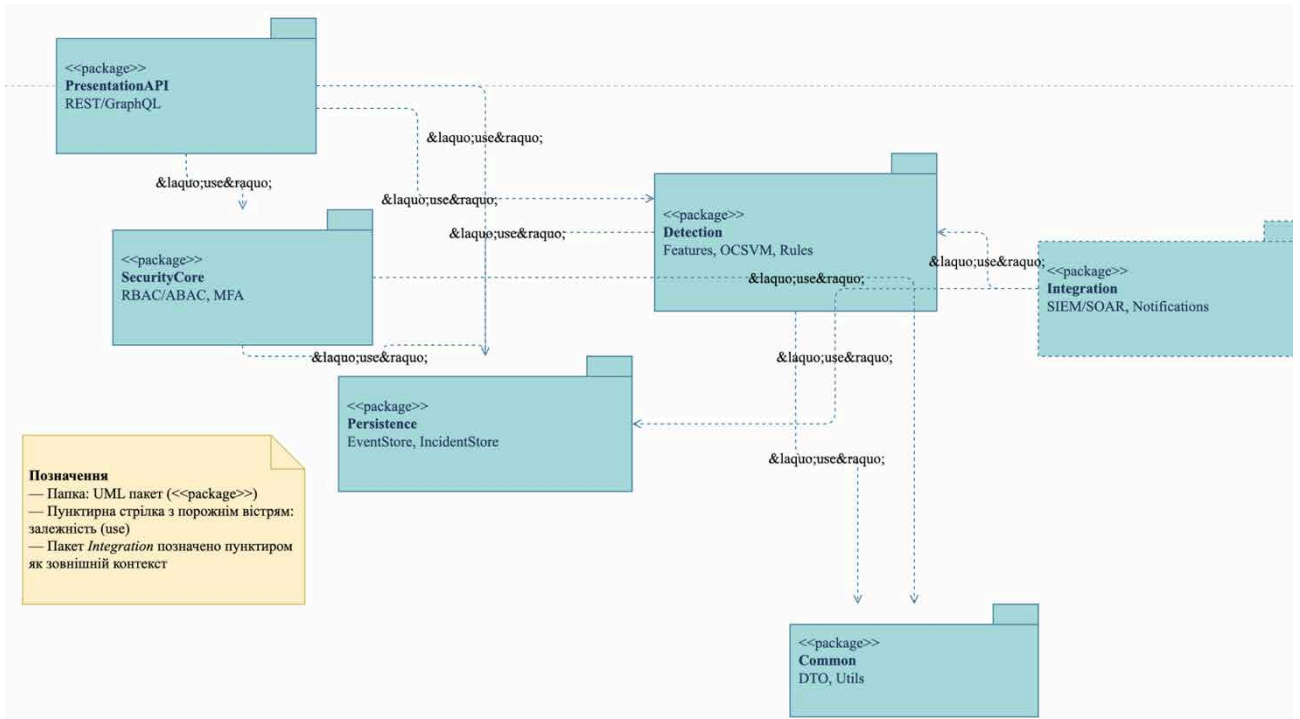 <<package>>
PresentationAPI
REST/GraphQL
&laquo;use&raquo;
&laquo;use&raquo;
&laquo;use&raquo;
&laquo;use&raquo;
<<package>>
SecurityCore
RBAC/ABAC, MFA
<<package>>
Detection
Features, OCSVM, Rules
&laquo;use&raquo;
&laquo;use&raquo;
<<package>>
Integration
SIEM/SOAR, Notifications
&laquo;use&raquo;
&laquo;use&raquo;
<<package>>
Persistence
EventStore, IncidentStore
&laquo;use&raquo;
Позначення
— Папка: UML пакет (<<package>>)
— Пунктирна стрілка з порожнім вістрям:
залежність (use)
— Пакет Integration позначено пунктиром
як зовнішній контекст
<<package>>
Common
DTO, Utils